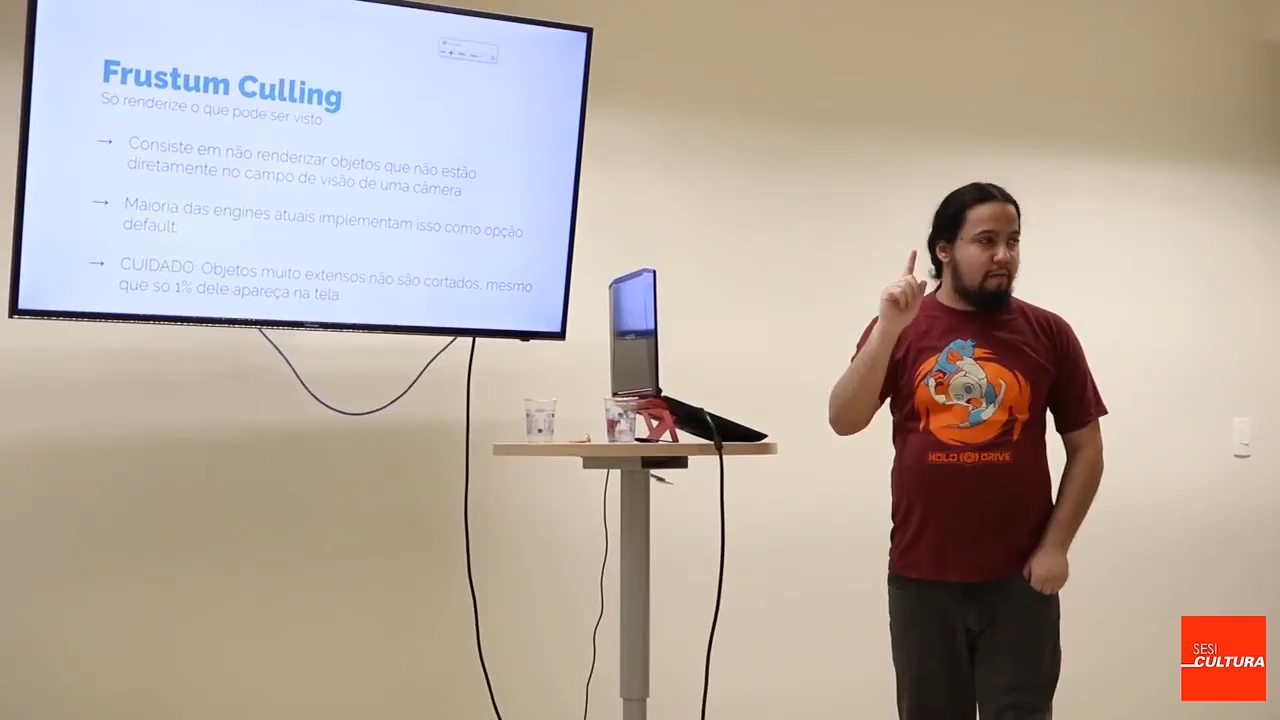 Frustum Culling
Só renderize o que pode ser visto
→ Consiste em não renderizar objetos que não estão
diretamente no campo de visão de uma câmera
→ Maioria das engines atuais implementam isso como opção
default.
→ CUIDADO: Objetos muito extensos não são cortados, mesmo
que só 1% dele apareça na tela
HOLO DRIVE
SESI
CULTURA